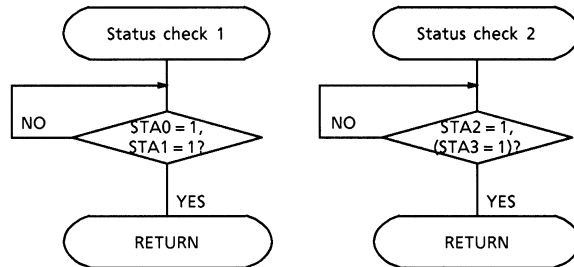 Status check 1
NO
STA0 = 1,
STA1 = 1?
YES
RETURN
Status check 2
NO
STA2 = 1,
(STA3 = 1)?
YES
RETURN